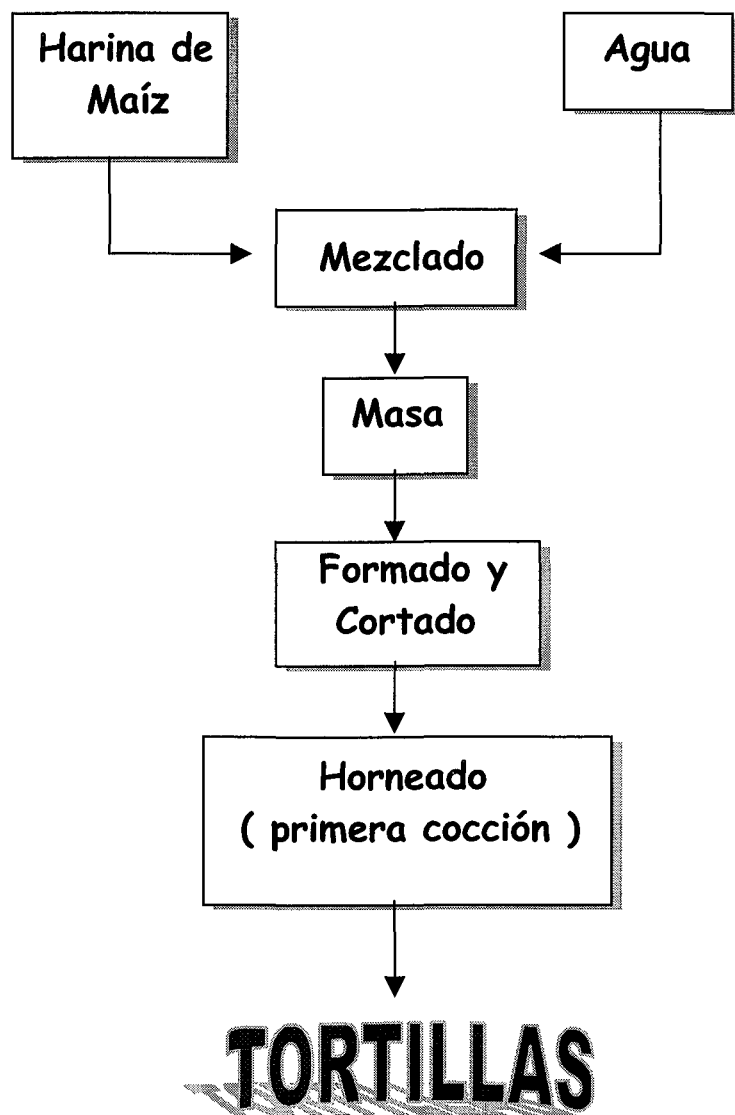 Harina de
Maíz
Agua
Mezclado
Masa
Formado y
Cortado
Horneado
( primera cocción )
TORTILLAS